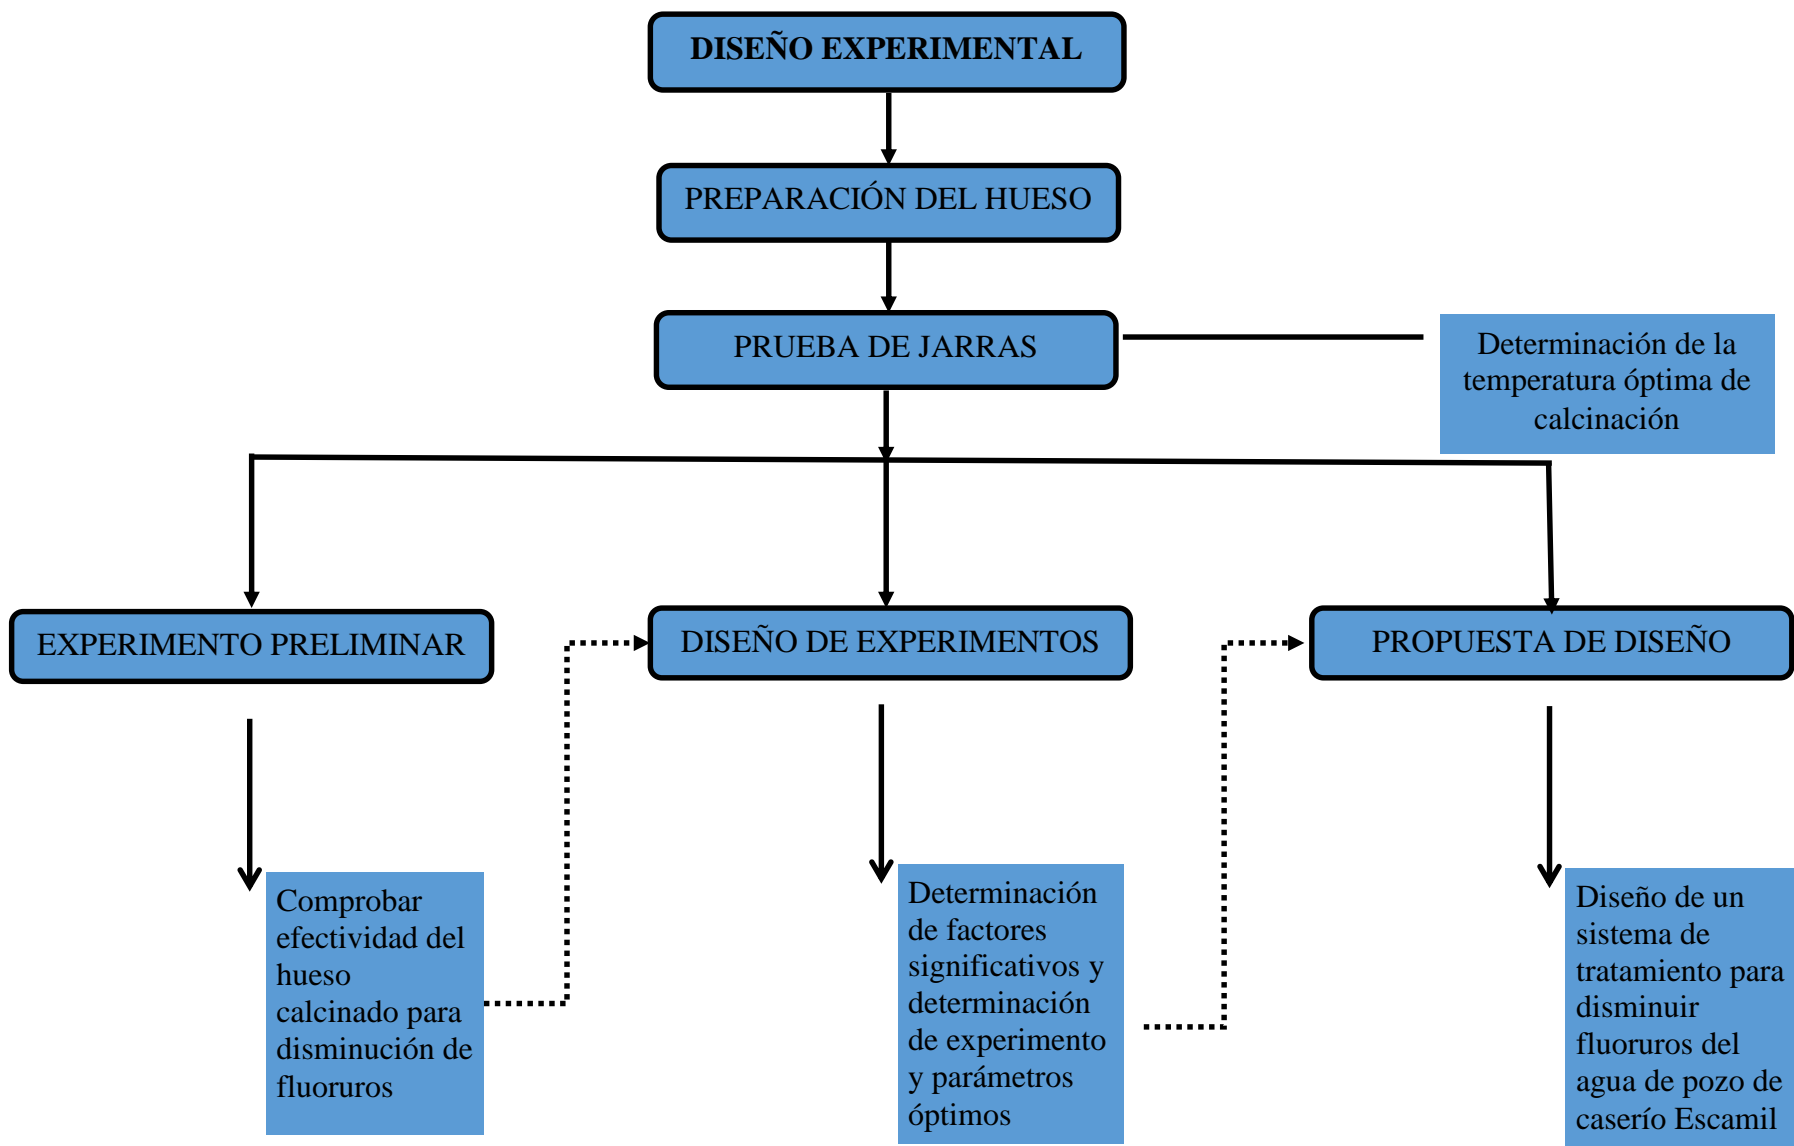 DISEÑO EXPERIMENTAL
PREPARACIÓN DEL HUESO
PRUEBA DE JARRAS
Determinación de la
temperatura óptima de
calcinación
EXPERIMENTO PRELIMINAR
DISEÑO DE EXPERIMENTOS
PROPUESTA DE DISEÑO
Comprobar
efectividad del
hueso
calcinado para
disminución de
fluoruros
Determinación
de factores
significativos y
determinación
de experimento
y parámetros
óptimos
Diseño de un
sistema de
tratamiento para
disminuir
fluoruros del
agua de pozo de
caserío Escamil